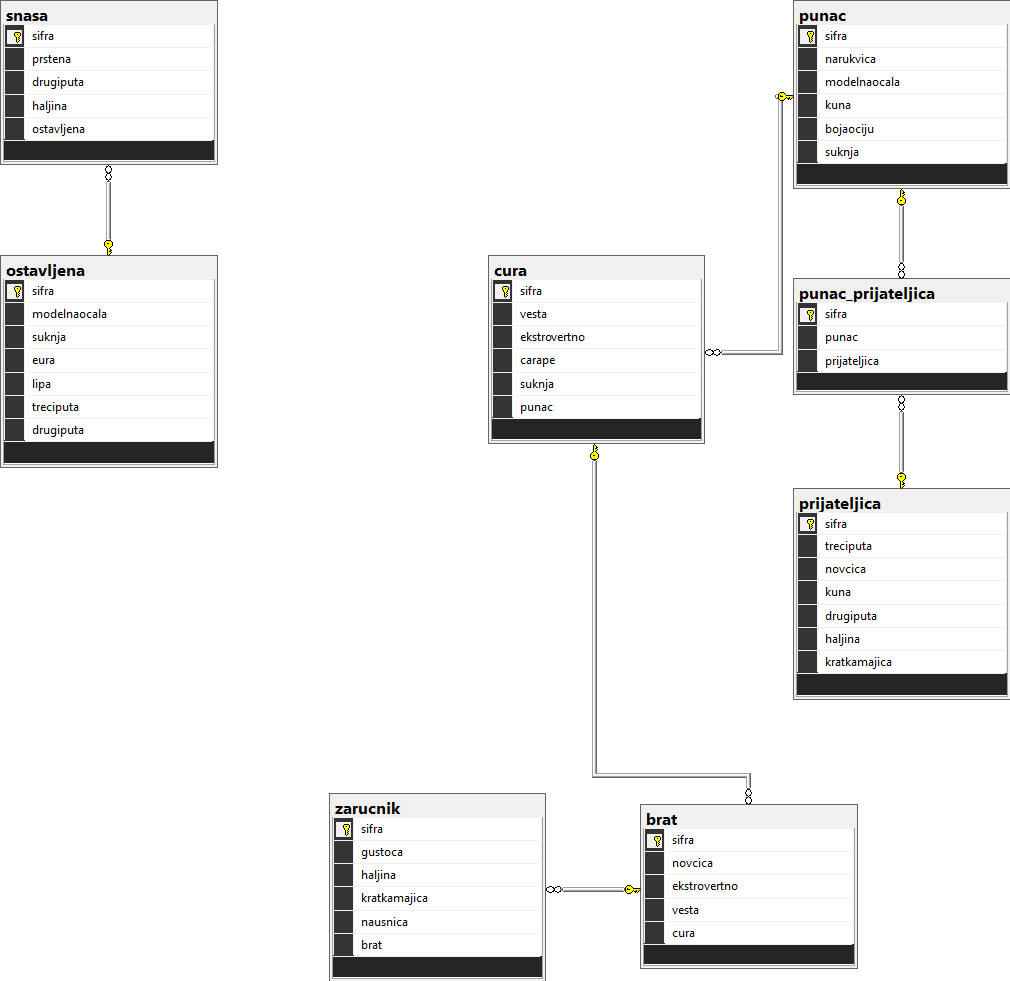 snasa
sifra
prstena
drugiputa
haljina
ostavljena
ostavljena
sifra
modelnaocala
suknja
eura
lipa
treciputa
drugiputa
cura
sifra
vesta
ekstrovertno
carape
suknja
punac
punac
sifra
narukvica
modelnaocala
kuna
bojaociju
suknja
punac_prijateljica
sifra
punac
prijateljica
prijateljica
sifra
treciputa
novcica
kuna
drugiputa
haljina
kratkamajica
zarucnik
sifra
gustoca
haljina
kratkamajica
nausnica
brat
brat
sifra
novcica
ekstrovertno
vesta
cura